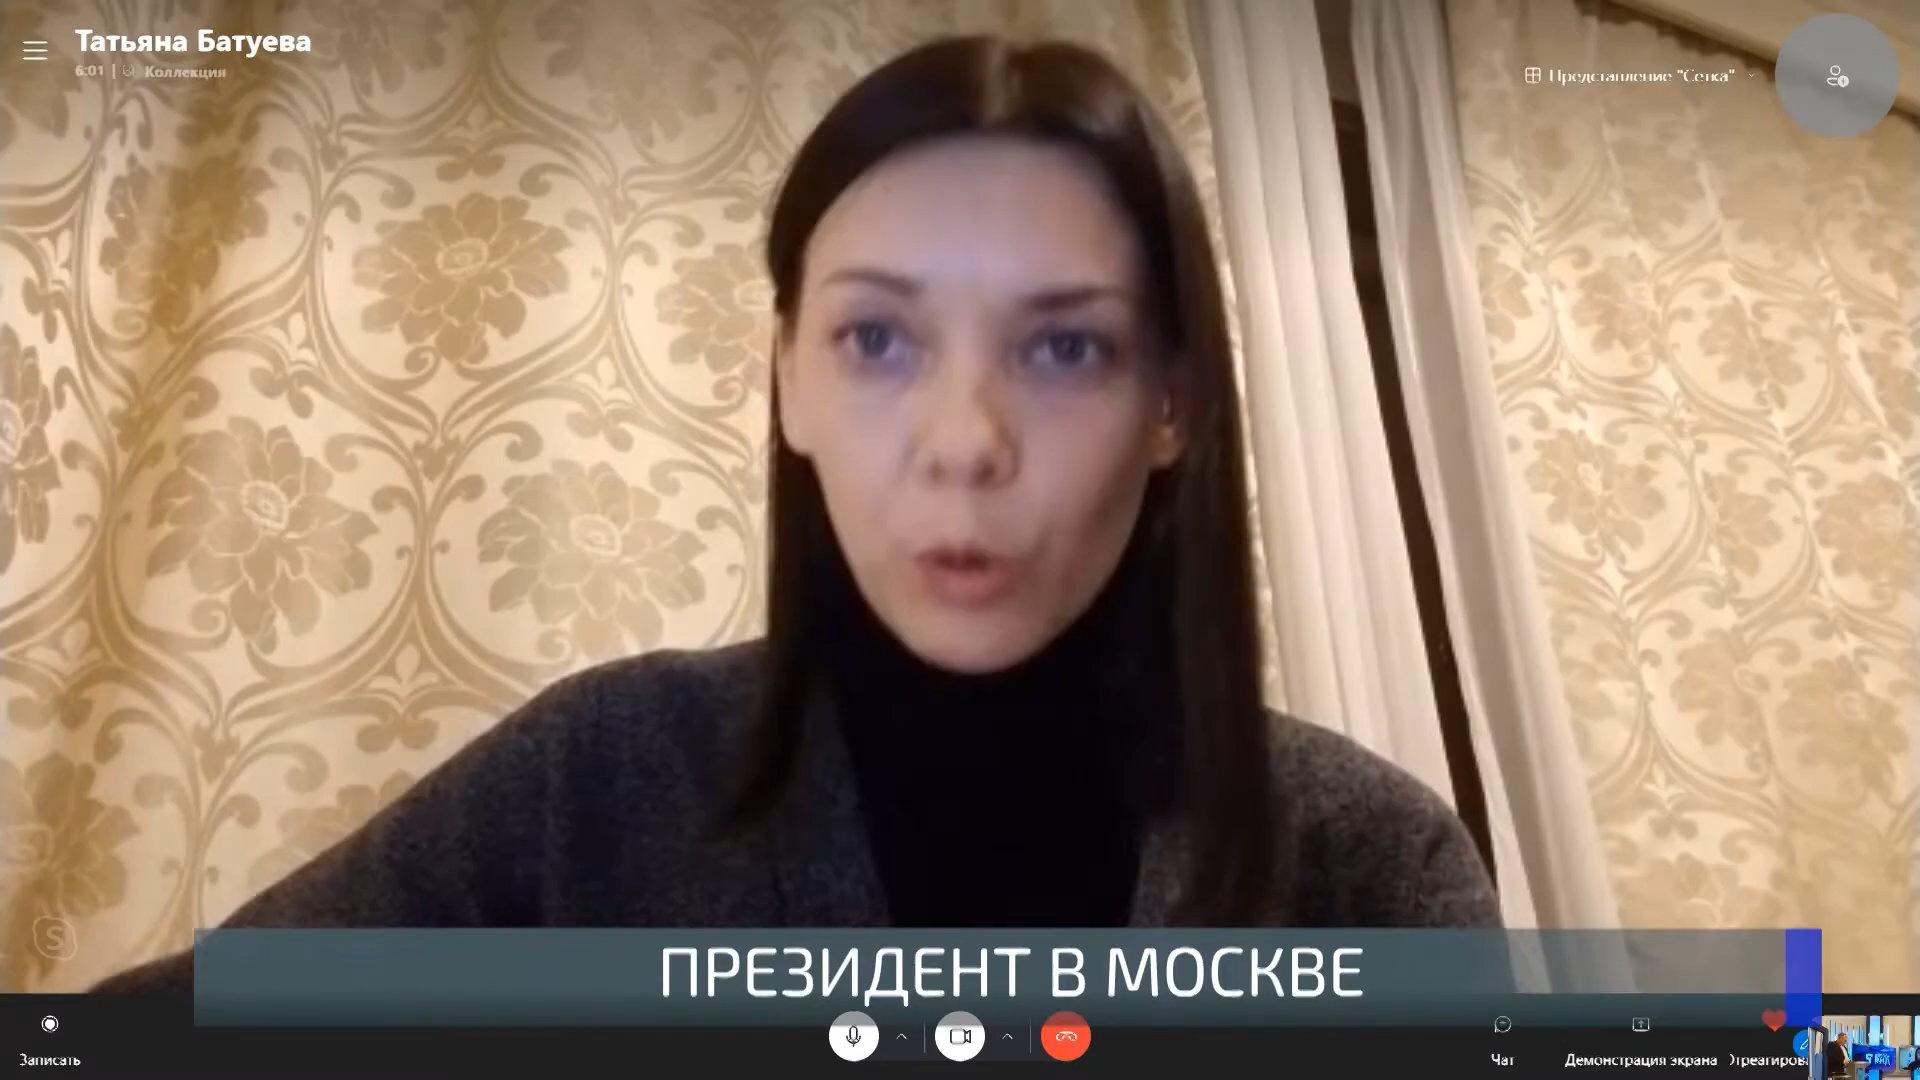 Татьяна Батуева
6:01 | Коллекция
Представление "Сетка"
ПРЕЗИДЕНТ В МОСКВЕ
Записать
Чат
Демонстрация экрана